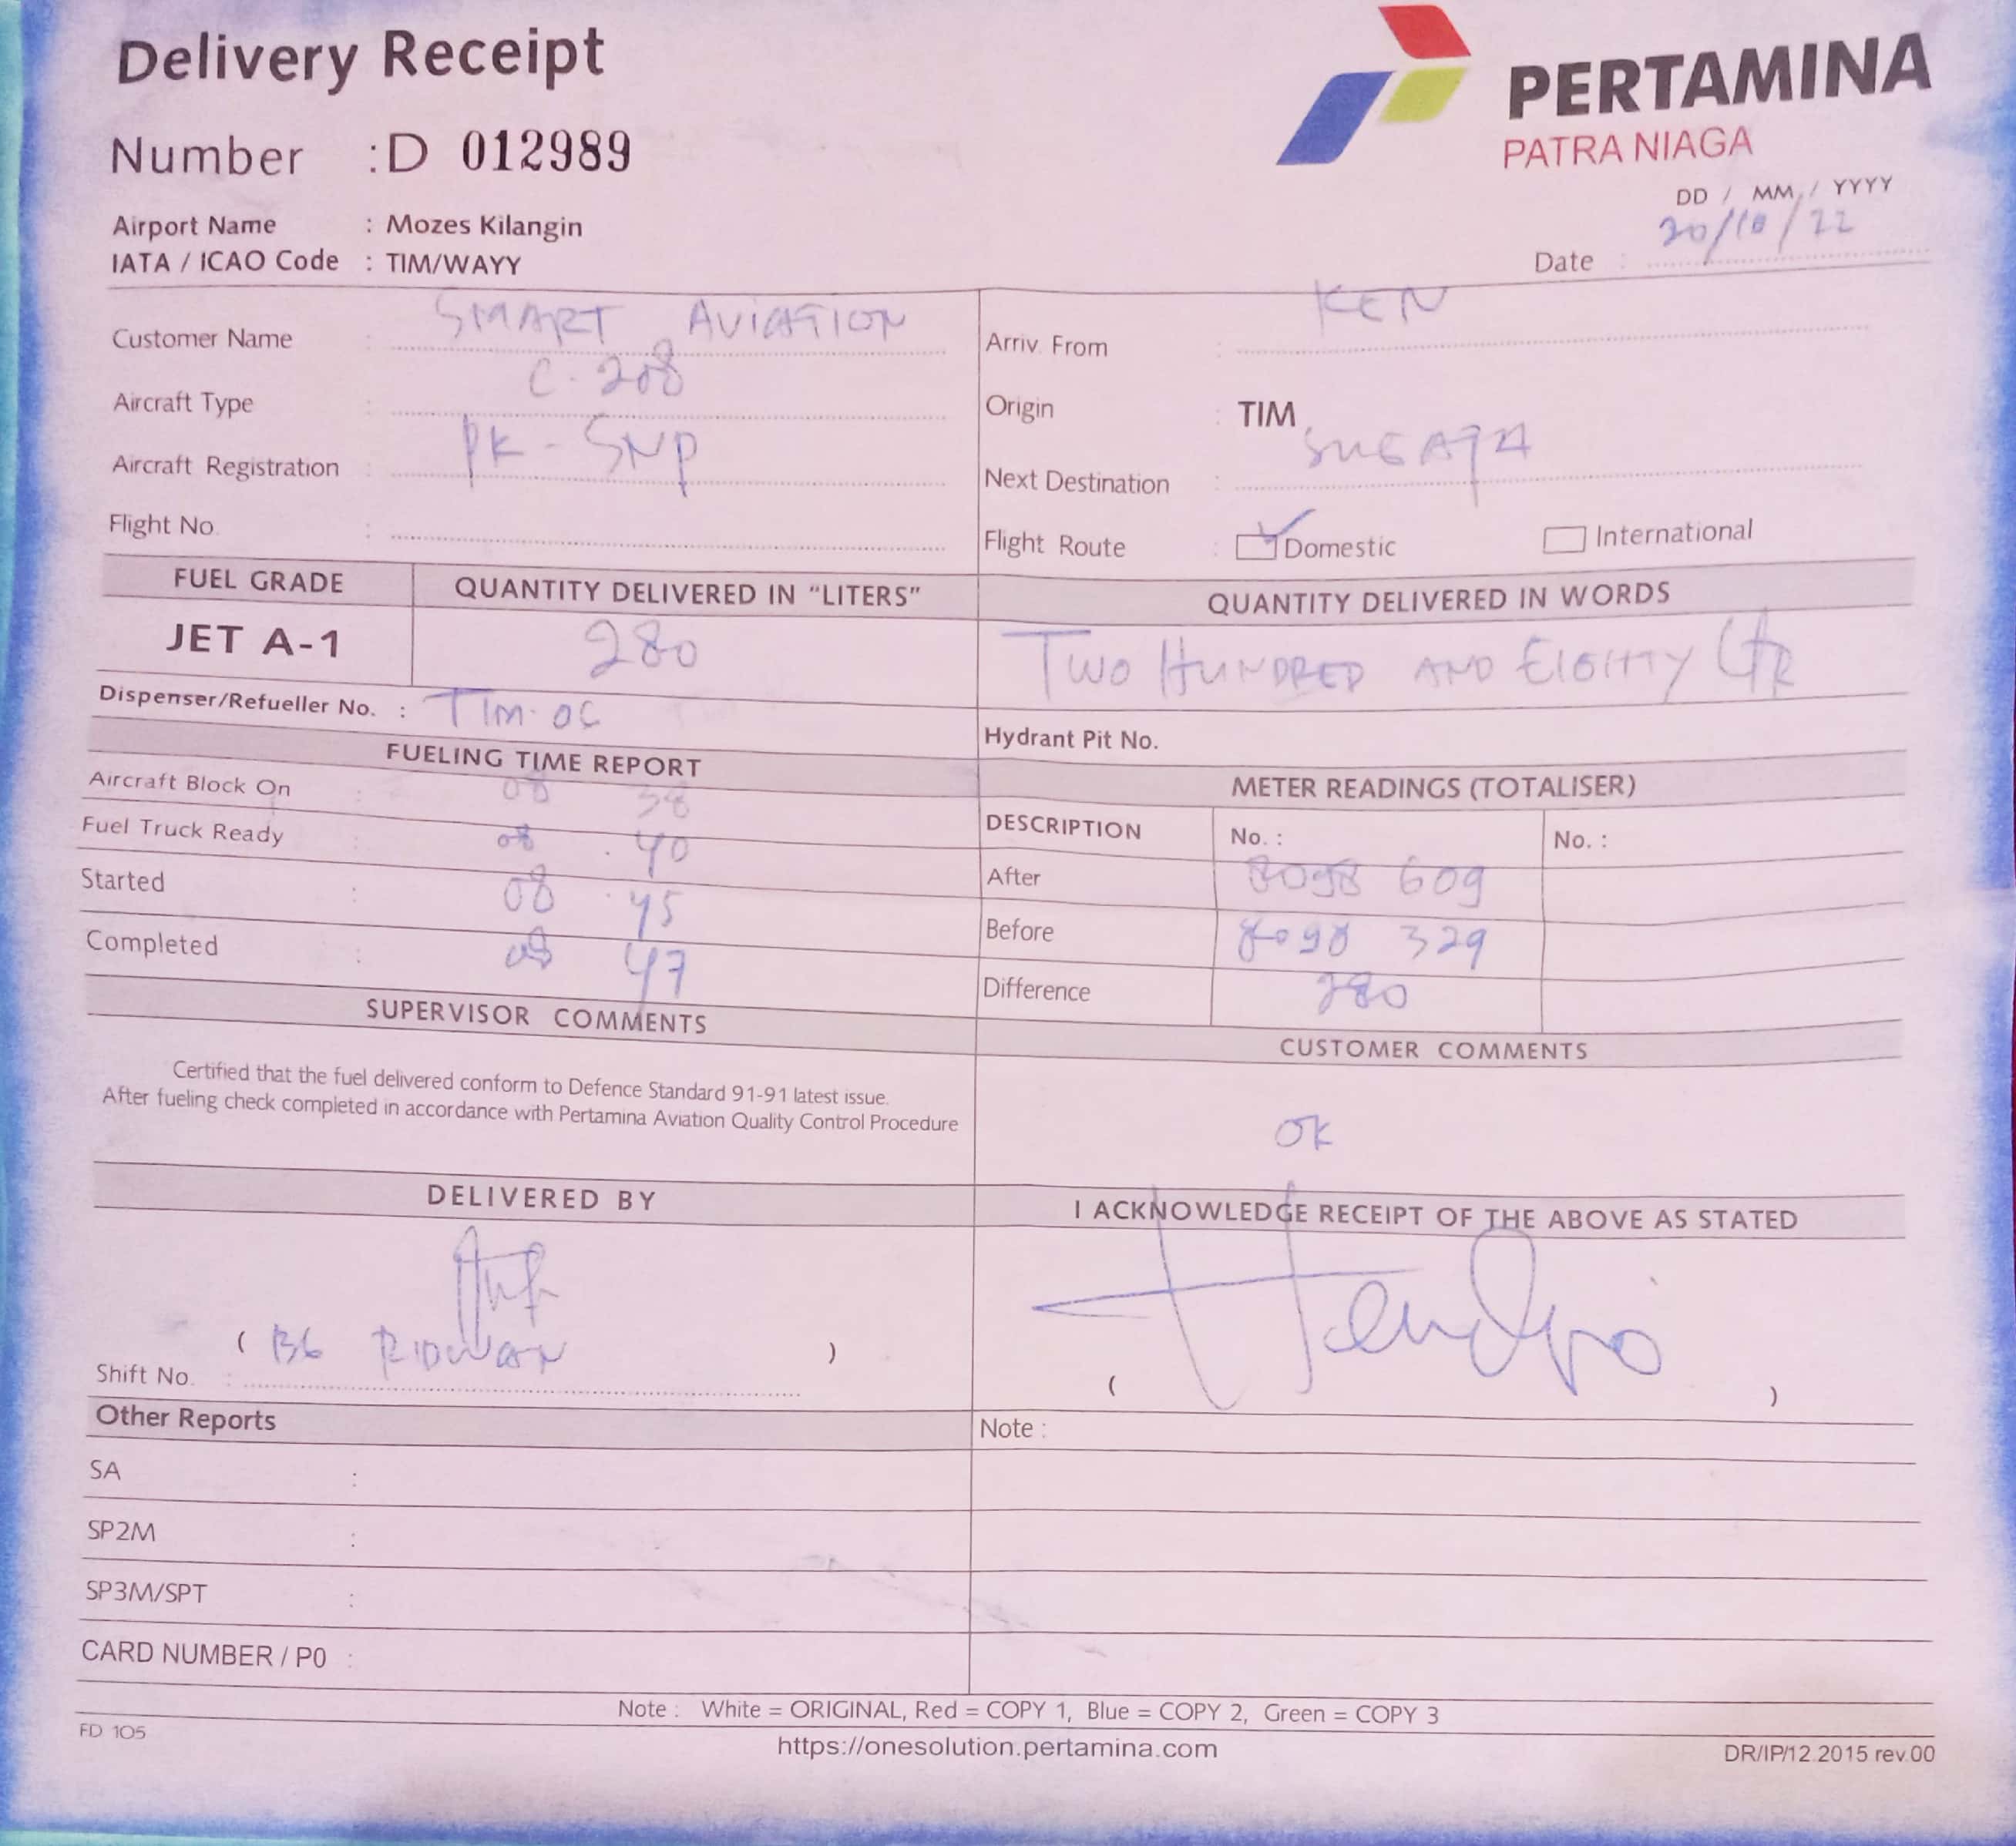 Delivery Receipt
PERTAMINA
PATRA NIAGA
Number : D 012989
DD / MM / YYYY
Date : 20/10/22
Airport Name : Mozes Kilangin
IATA / ICAO Code : TIM/WAYY
Customer Name : SMART AVIATION
Arriv. From : KEN
Aircraft Type : C-208
Origin : TIM
Aircraft Registration : PK-SNP
Next Destination :
Flight No. :
Flight Route : Domestic International
FUEL GRADE QUANTITY DELIVERED IN "LITERS" QUANTITY DELIVERED IN WORDS
JET A-1 280 TWO HUNDRED AND EIGHTY LTR
Dispenser/Refueller No. : TIM.
Hydrant Pit No.
FUELING TIME REPORT
METER READINGS (TOTALISER)
Aircraft Block On : 08 38
DESCRIPTION No. : No. :
Fuel Truck Ready : 08 . 40
After 8098 609
Started : 08 . 45
Before 8098 329
Completed : 08 47
Difference 280
SUPERVISOR COMMENTS
CUSTOMER COMMENTS
Certified that the fuel delivered conform to Defence Standard 91-91 latest issue.
After fueling check completed in accordance with Pertamina Aviation Quality Control Procedure
OK
DELIVERED BY
I ACKNOWLEDGE RECEIPT OF THE ABOVE AS STATED
( B6 RIDWAN )
( )
Shift No. :
Other Reports
Note :
SA :
SP2M :
SP3M/SPT :
CARD NUMBER / P0 :
Note : White = ORIGINAL, Red = COPY 1, Blue = COPY 2, Green = COPY 3
FD 105
https://onesolution.pertamina.com
DR/IP/12.2015 rev.00